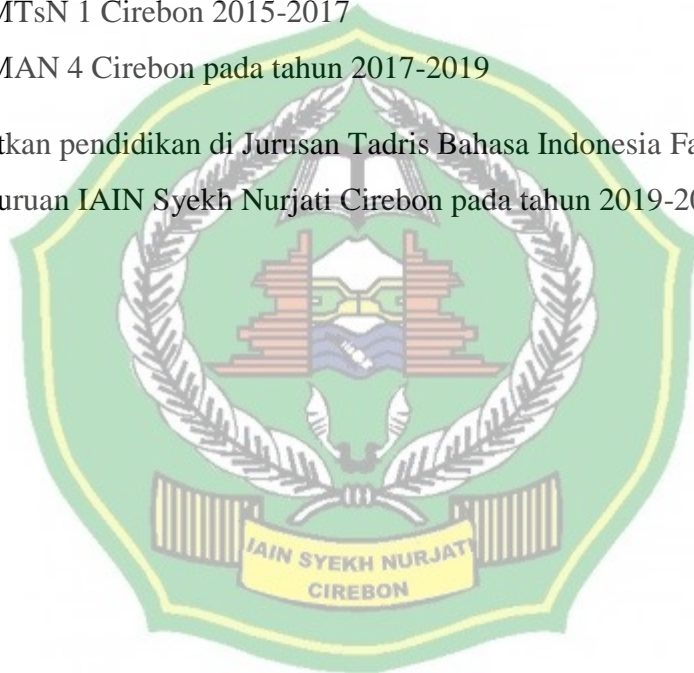 MTsN 1 Cirebon 2015-2017
MAN 4 Cirebon pada tahun 2017-2019
tkan pendidikan di Jurusan Tadris Bahasa Indonesia Fa
uruan IAIN Syekh Nurjati Cirebon pada tahun 2019-20
IAIN SYEKH NURJATI
CIREBON